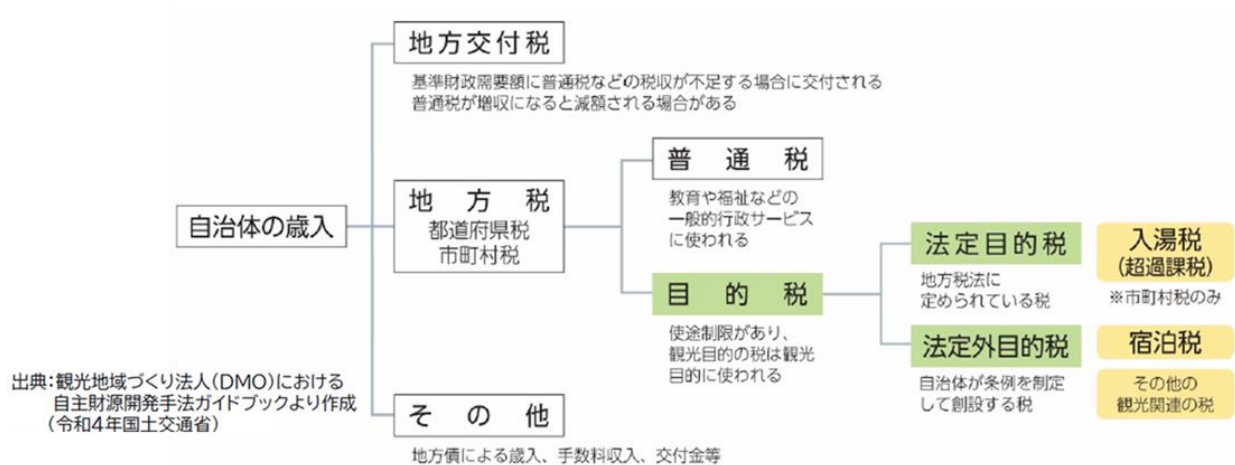 地方交付税
基準財政需要額に普通税などの税収が不足する場合に交付される
普通税が増収になると減額される場合がある
自治体の歳入
地方税
都道府県税
市町村税
普通税
教育や福祉などの
一般的行政サービス
に使われる
目的税
使途制限があり、
観光目的の税は観光
目的に使われる
法定目的税
地方税法に
定められている税
入湯税
(超過課税)
※市町村税のみ
法定外目的税
自治体が条例を制定
して創設する税
宿泊税
その他の
観光関連の税
その他
地方債による歳入、手数料収入、交付金等
出典:観光地域づくり法人(DMO)における
自主財源開発手法ガイドブックより作成
(令和4年国土交通省)